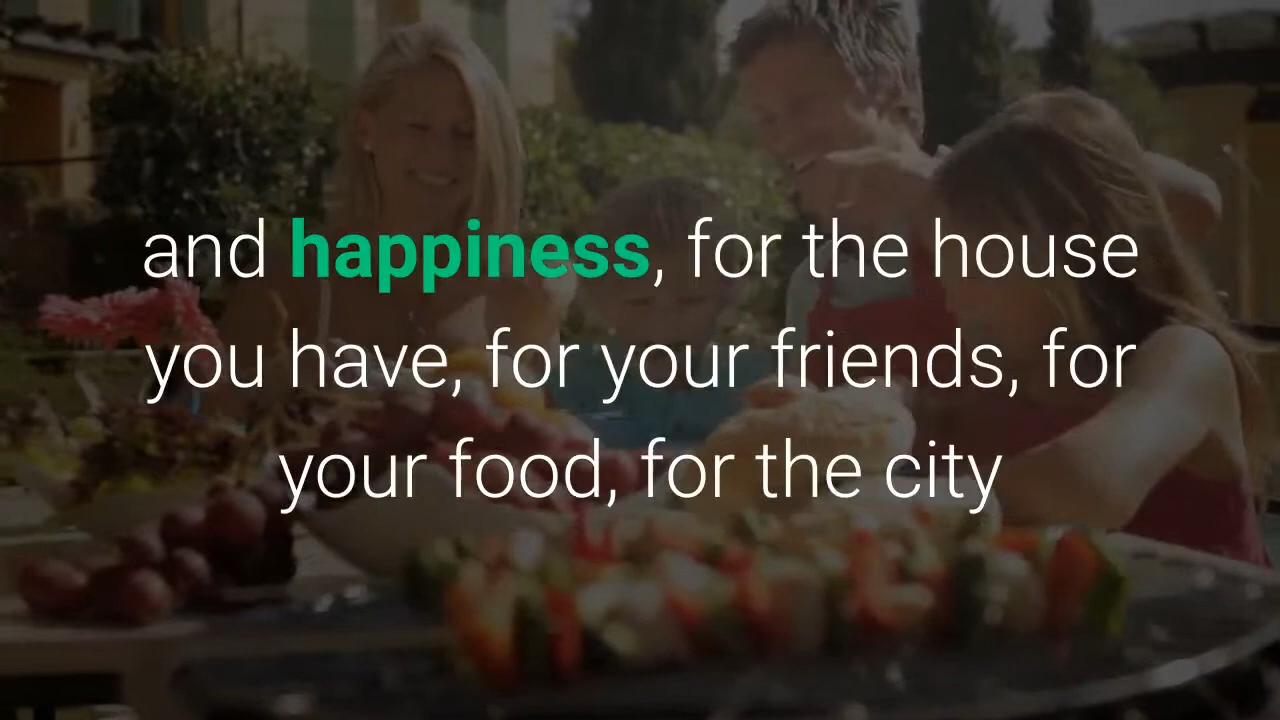 and happiness, for the house
you have, for your friends, for
your food, for the city